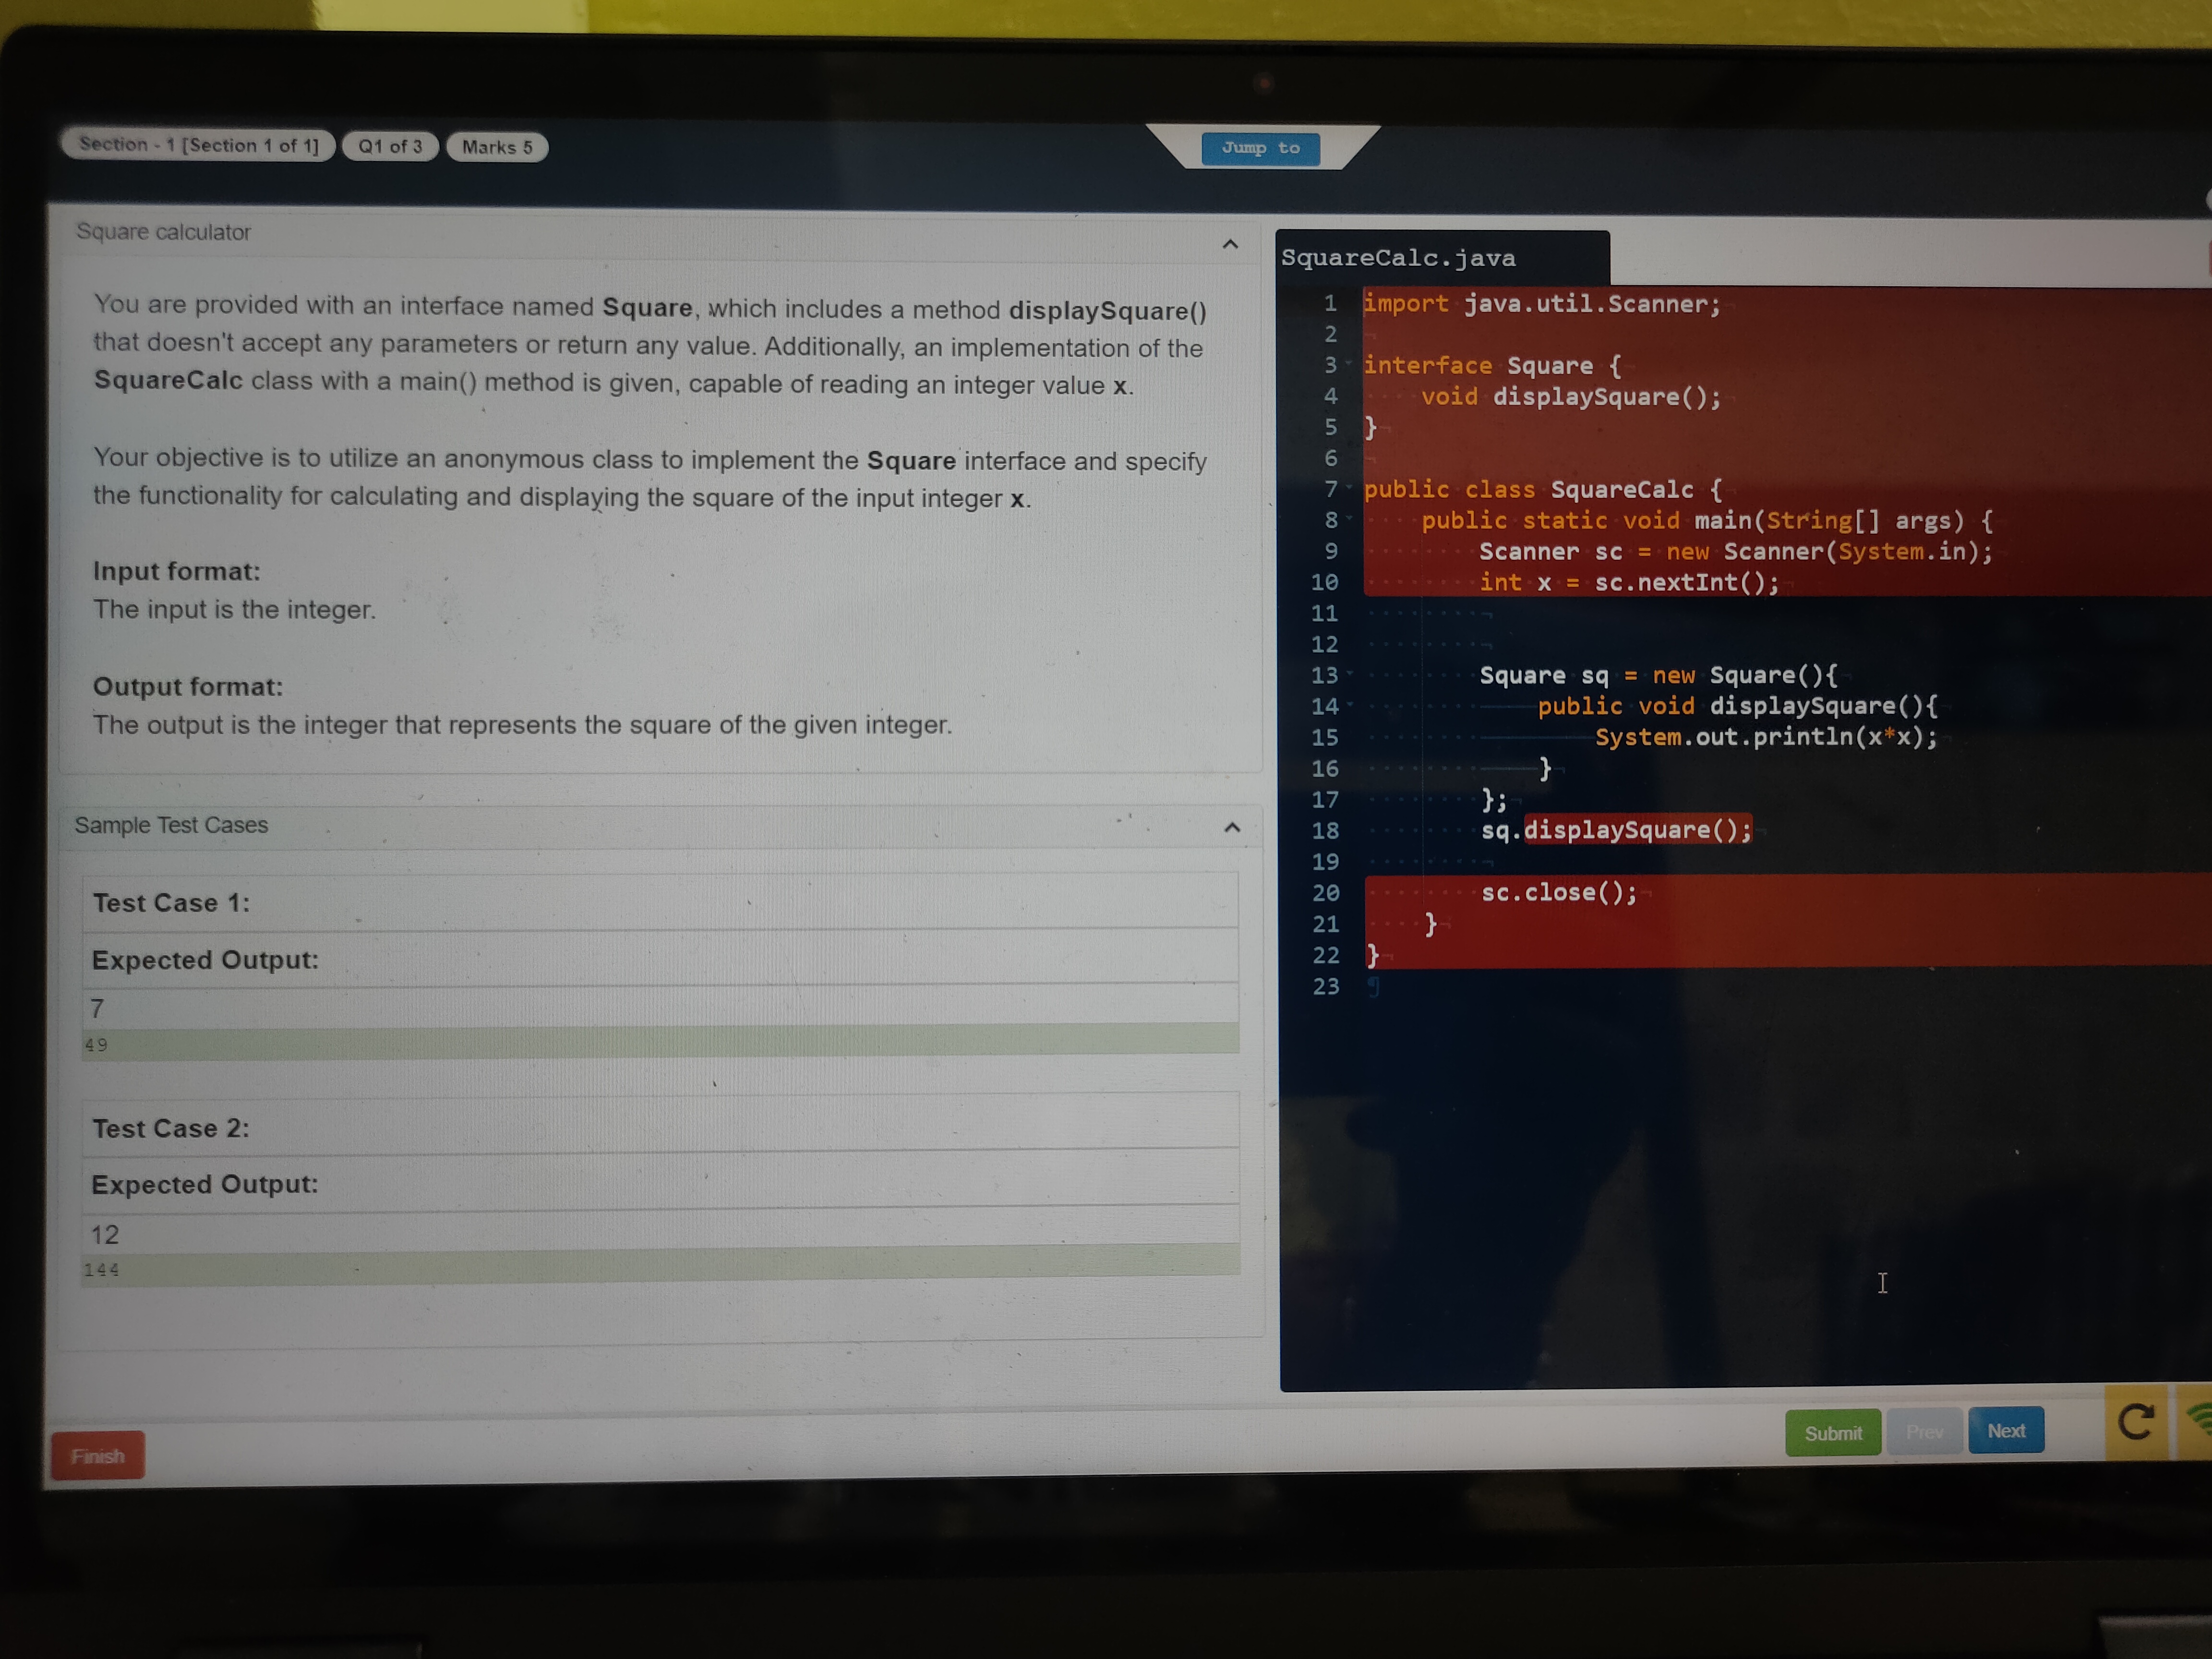 Section - 1 [Section 1 of 1] Q1 of 3 Marks 5
Jump to
Square calculator
You are provided with an interface named Square, which includes a method displaySquare()
that doesn't accept any parameters or return any value. Additionally, an implementation of the
SquareCalc class with a main() method is given, capable of reading an integer value x.
Your objective is to utilize an anonymous class to implement the Square interface and specify
the functionality for calculating and displaying the square of the input integer x.
Input format:
The input is the integer.
Output format:
The output is the integer that represents the square of the given integer.
Sample Test Cases
Test Case 1:
Expected Output:
7
49
Test Case 2:
Expected Output:
12
144
Finish
SquareCalc.java
1 import java.util.Scanner;
2
3 interface Square {
4 void displaySquare();
5 }
6
7 public class SquareCalc {
8 public static void main(String[] args) {
9 Scanner sc = new Scanner(System.in);
10 int x = sc.nextInt();
11
12
13 Square sq = new Square(){
14 public void displaySquare(){
15 System.out.println(x*x);
16 }
17 };
18 sq.displaySquare();
19
20 sc.close();
21 }
22 }
23
Submit Prev Next